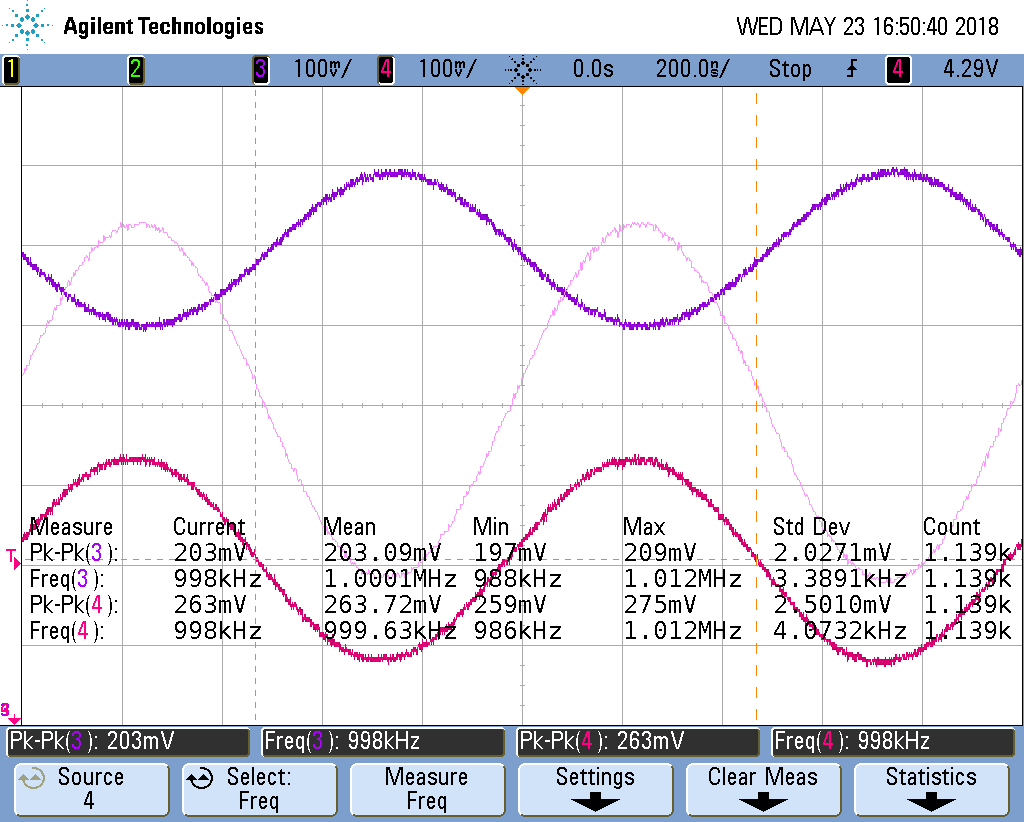 Agilent Technologies WED MAY 23 16:50:40 2018
1 2 3 100mV/ 4 100mV/ 0.0s 200.0ns/ Stop 4 4.29V
T
Measure Current Mean Min Max Std Dev Count
Pk-Pk(3): 203mV 203.09mV 197mV 209mV 2.0271mV 1.139k
Freq(3): 998kHz 1.0001MHz 988kHz 1.012MHz 3.3891kHz 1.139k
Pk-Pk(4): 263mV 263.72mV 259mV 275mV 2.5010mV 1.139k
Freq(4): 998kHz 999.63kHz 986kHz 1.012MHz 4.0732kHz 1.139k
Pk-Pk(3): 203mV Freq(3): 998kHz Pk-Pk(4): 263mV Freq(4): 998kHz
Source Select: Measure Settings Clear Meas Statistics
4 Freq Freq